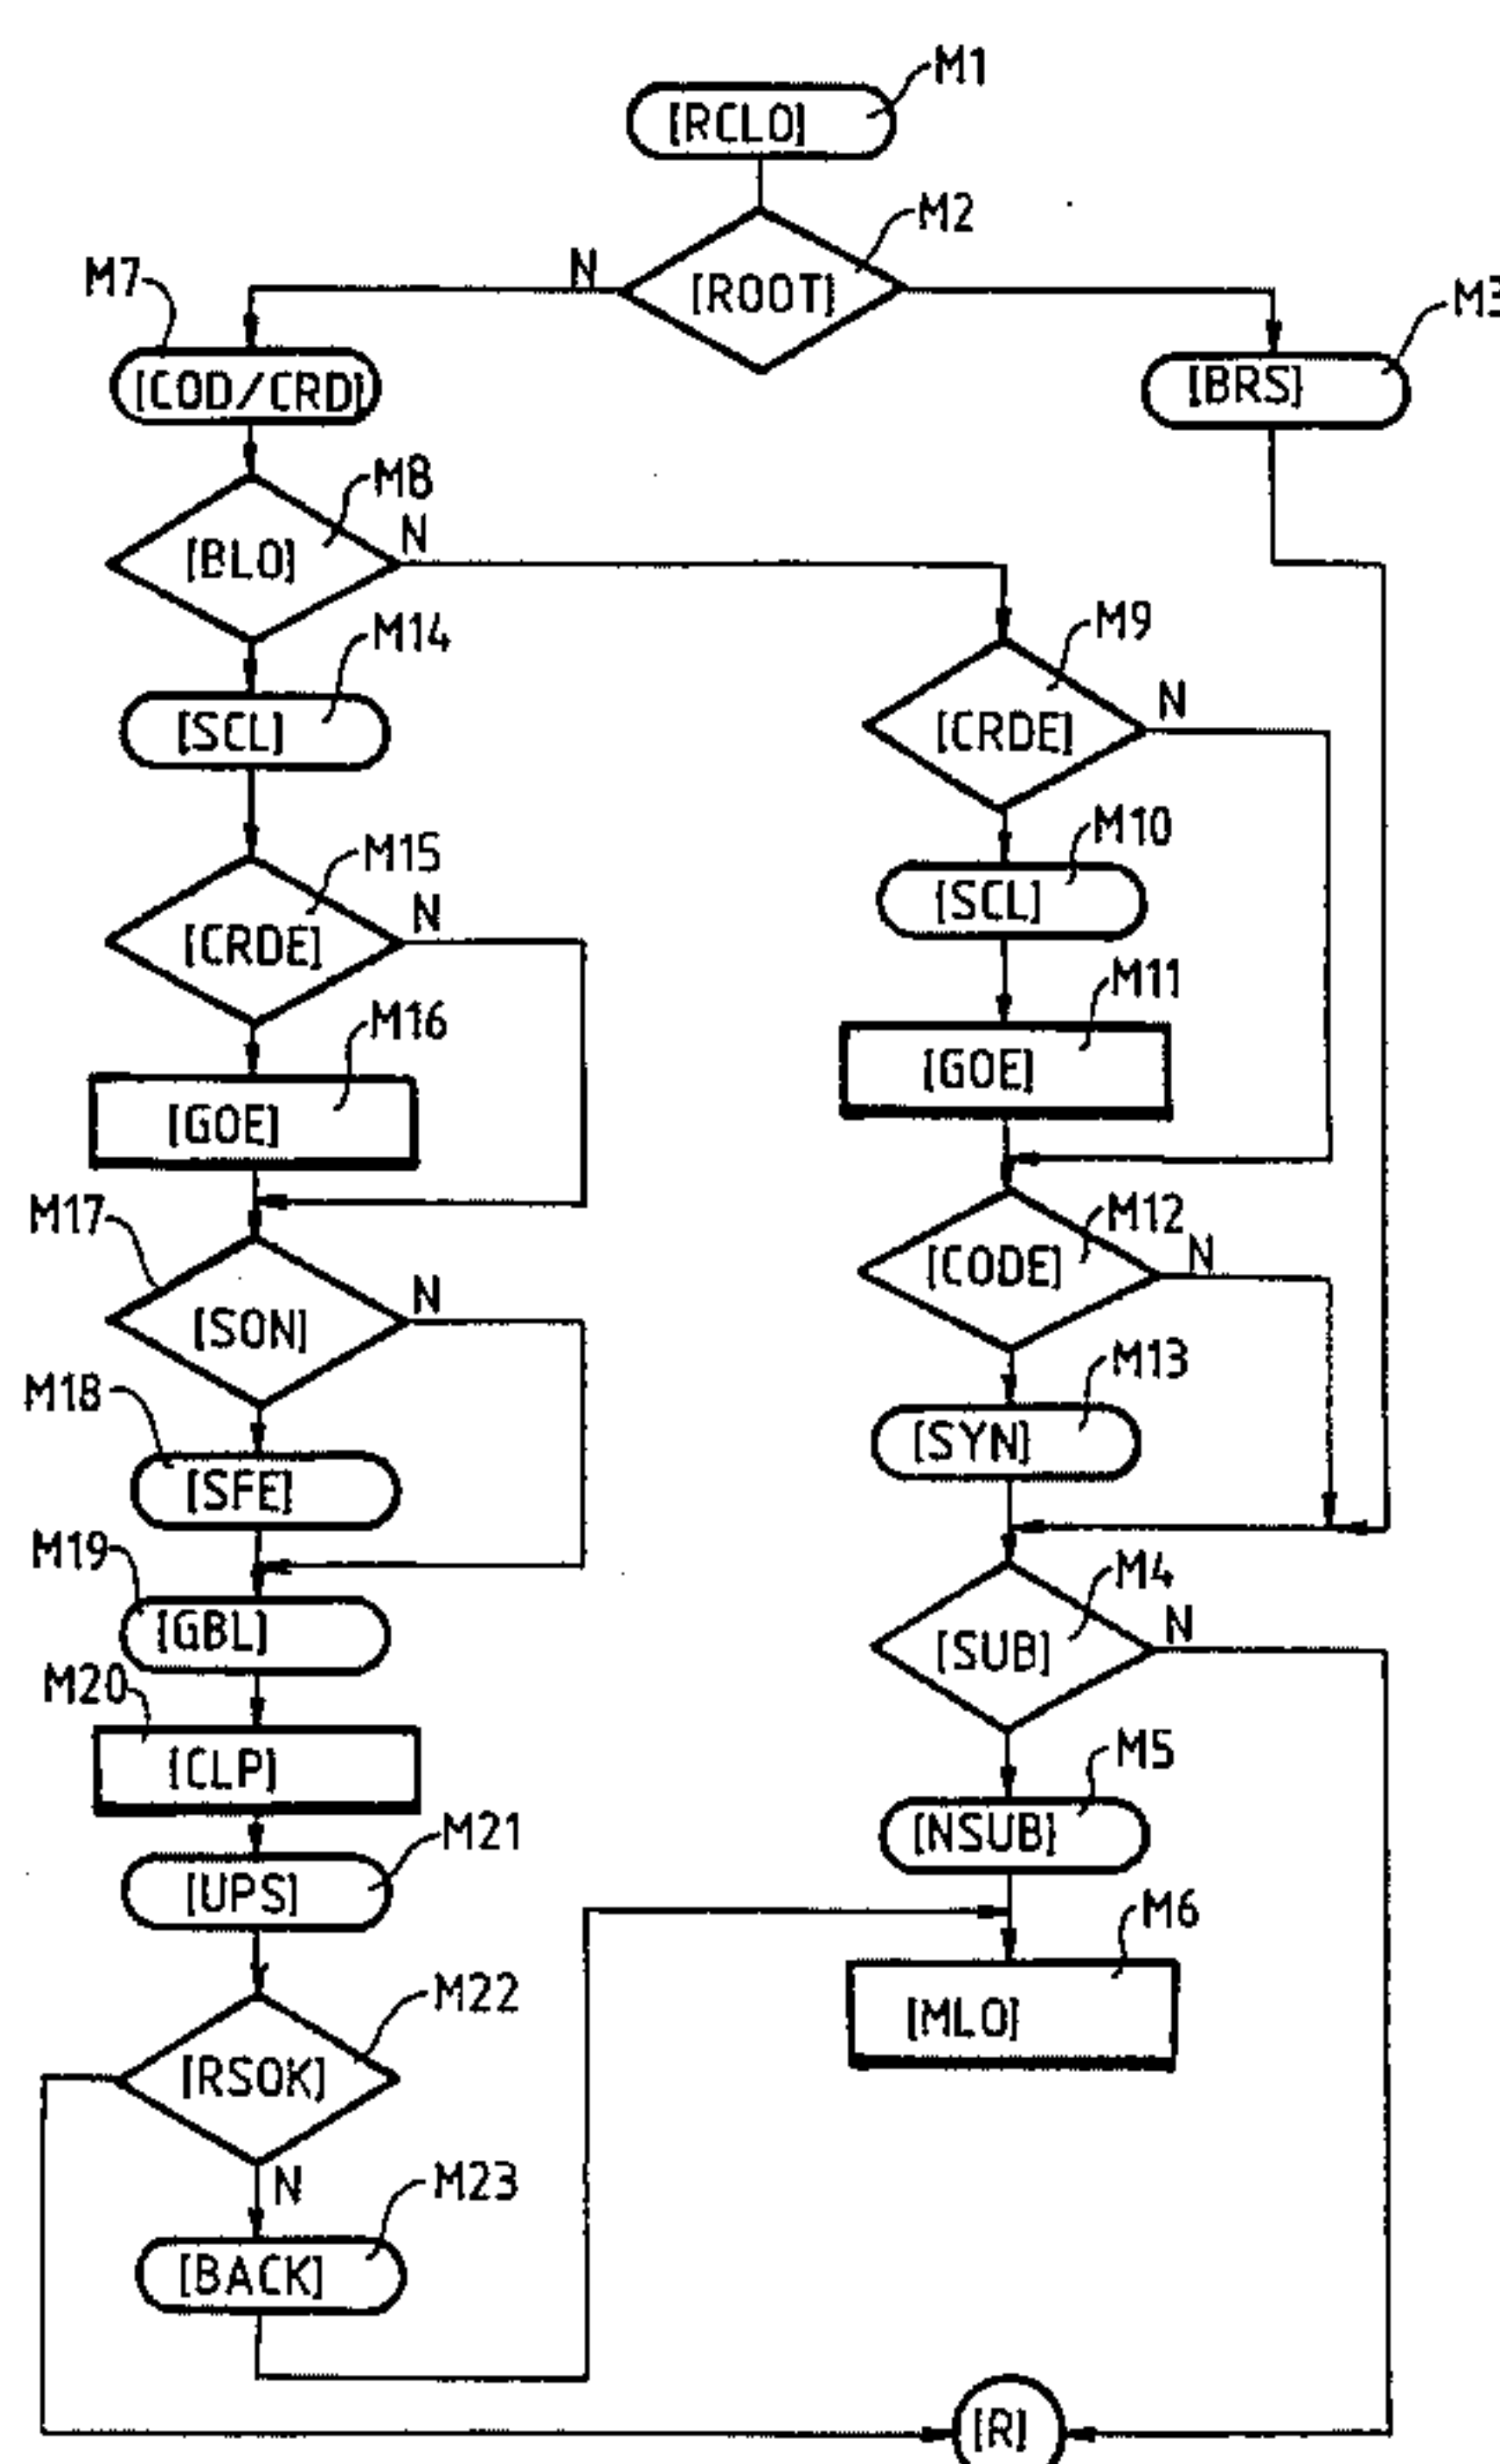 M1
[RCLO]
M2
N
[ROOT]
M7
M3
[COD/CRD]
[BRS]
M8
N
[BLO]
M14
M9
N
[SCL]
[CRDE]
M15
M10
N
[CRDE]
[SCL]
M16
M11
[GOE]
[GOE]
M17
M12
N
N
[SON]
[CODE]
M18
M13
[SFE]
[SYN]
M19
M4
N
[GBL]
[SUB]
M20
M5
[CLP]
M21
[NSUB]
[UPS]
M6
M22
[MLO]
[RSOK]
N
M23
[BACK]
[R]